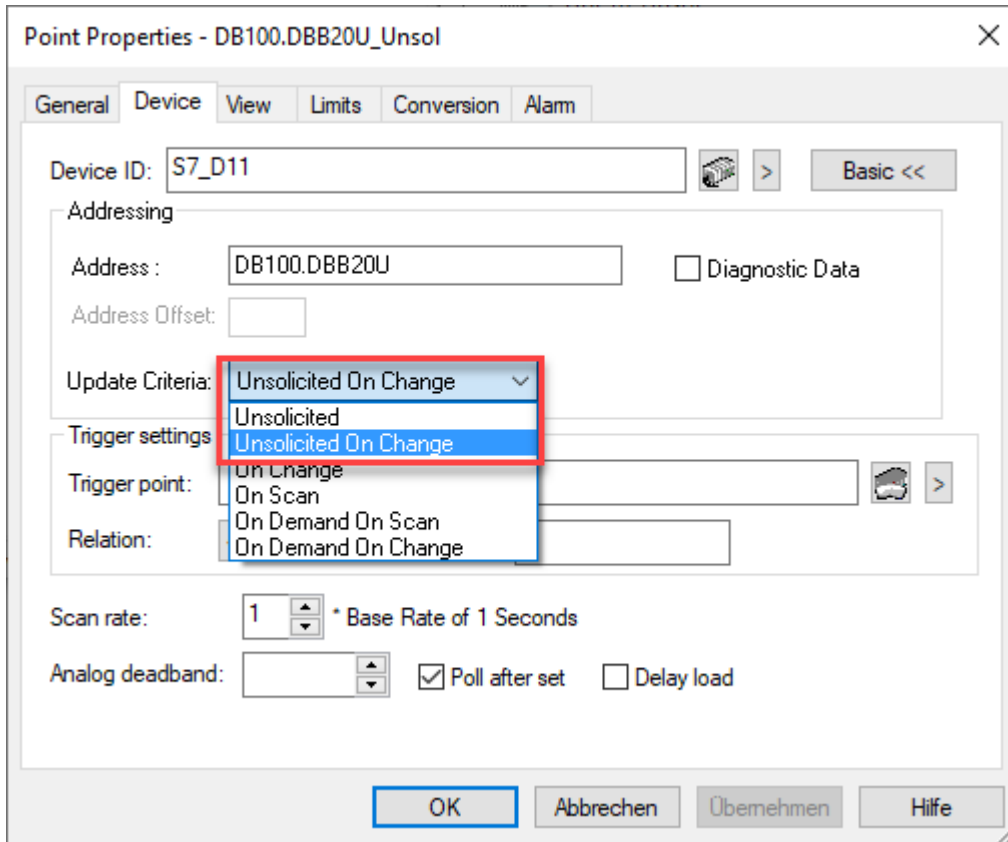 Point Properties - DB100.DBB20U_Unsol
General Device View Limits Conversion Alarm
Device ID: S7_D11 > Basic <<
Addressing
Address : DB100.DBB20U Diagnostic Data
Address Offset:
Update Criteria: Unsolicited On Change
Unsolicited
Trigger settings Unsolicited On Change
On Change
Trigger point: On Scan >
On Demand On Scan
Relation: On Demand On Change
Scan rate: 1 * Base Rate of 1 Seconds
Analog deadband: Poll after set Delay load
OK Abbrechen Übernehmen Hilfe